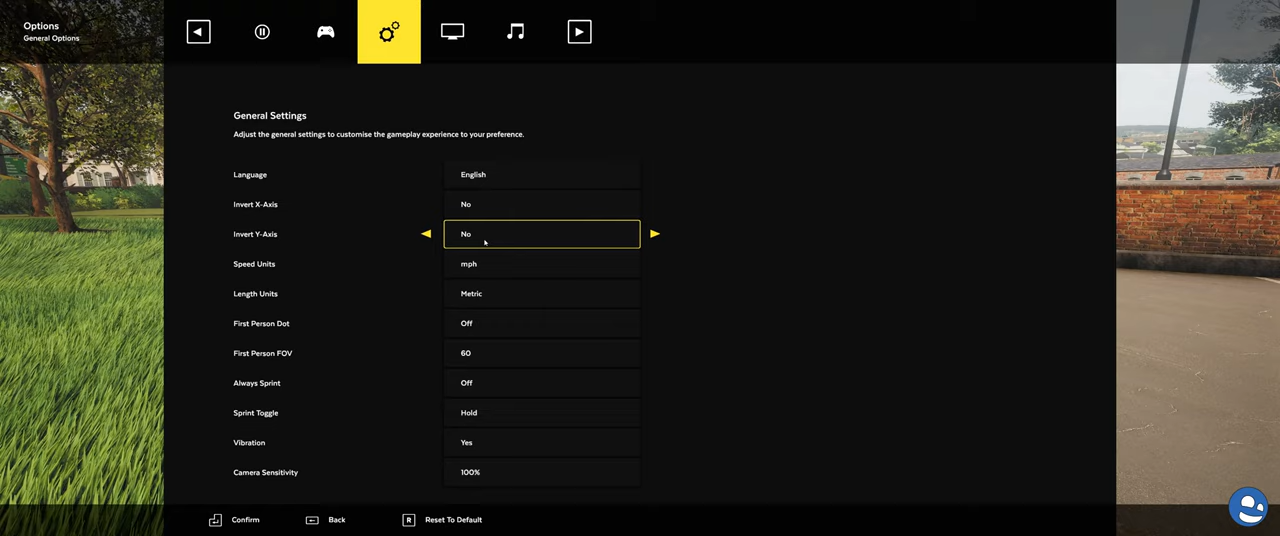 Options
General Options
General Settings
Adjust the general settings to customise the gameplay experience to your preference.
Language English
Invert X-Axis No
Invert Y-Axis No
Speed Units mph
Length Units Metric
First Person Dot Off
First Person FOV 60
Always Sprint Off
Sprint Toggle Hold
Vibration Yes
Camera Sensitivity 100%
Confirm Back R Reset To Default